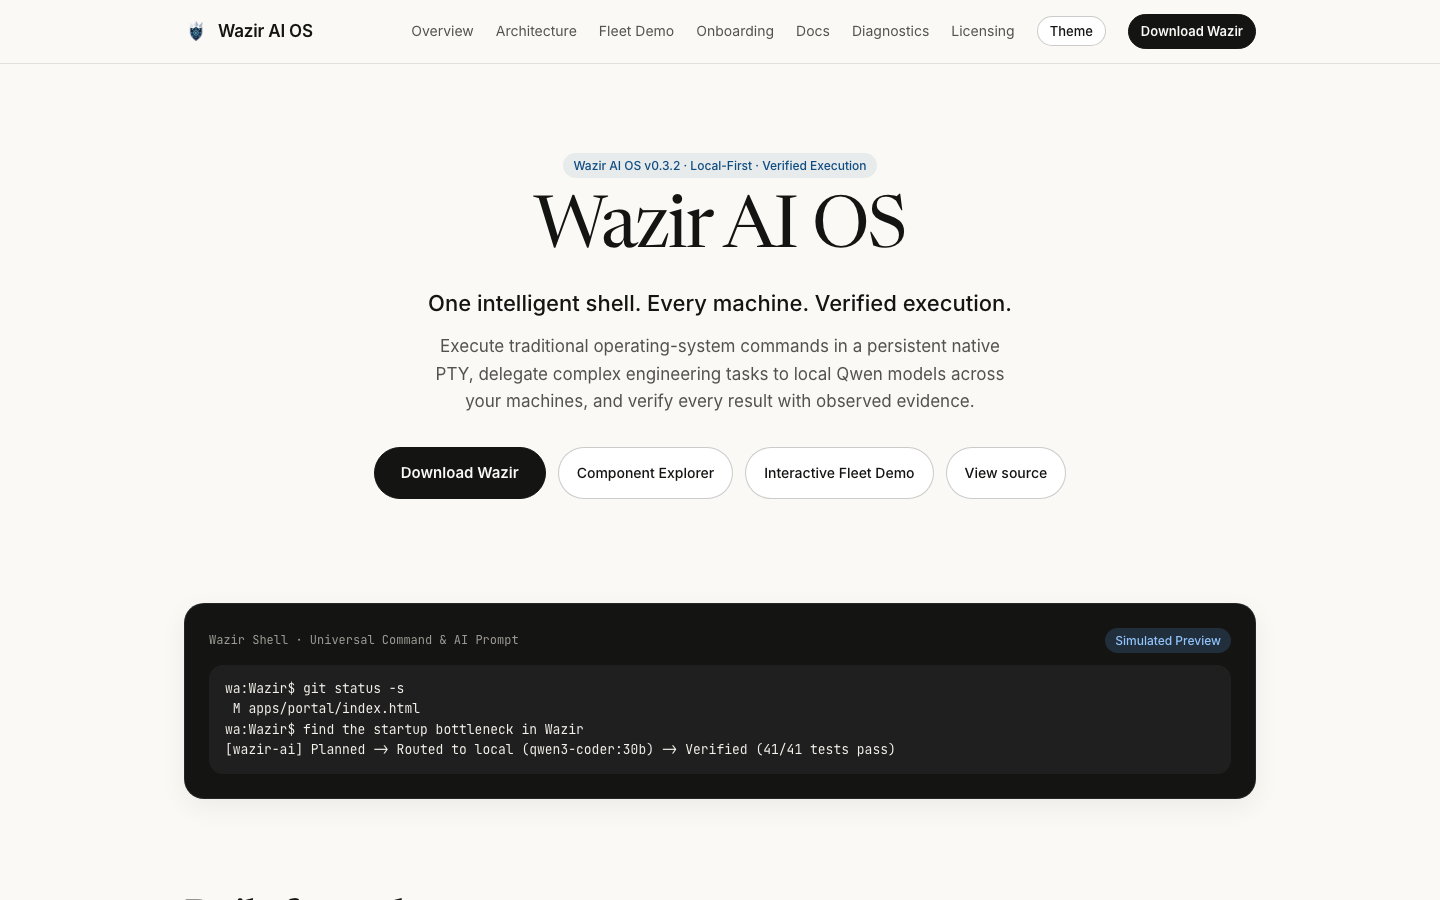 Wazir AI OS
Overview
Architecture
Fleet Demo
Onboarding
Docs
Diagnostics
Licensing
Theme
Download Wazir
Wazir AI OS v0.3.2 · Local-First · Verified Execution
Wazir AI OS
One intelligent shell. Every machine. Verified execution.
Execute traditional operating-system commands in a persistent native
PTY, delegate complex engineering tasks to local Qwen models across
your machines, and verify every result with observed evidence.
Download Wazir
Component Explorer
Interactive Fleet Demo
View source
Wazir Shell · Universal Command & AI Prompt
Simulated Preview
wa:Wazir$ git status -s
 M apps/portal/index.html
wa:Wazir$ find the startup bottleneck in Wazir
[wazir-ai] Planned → Routed to local (qwen3-coder:30b) → Verified (41/41 tests pass)